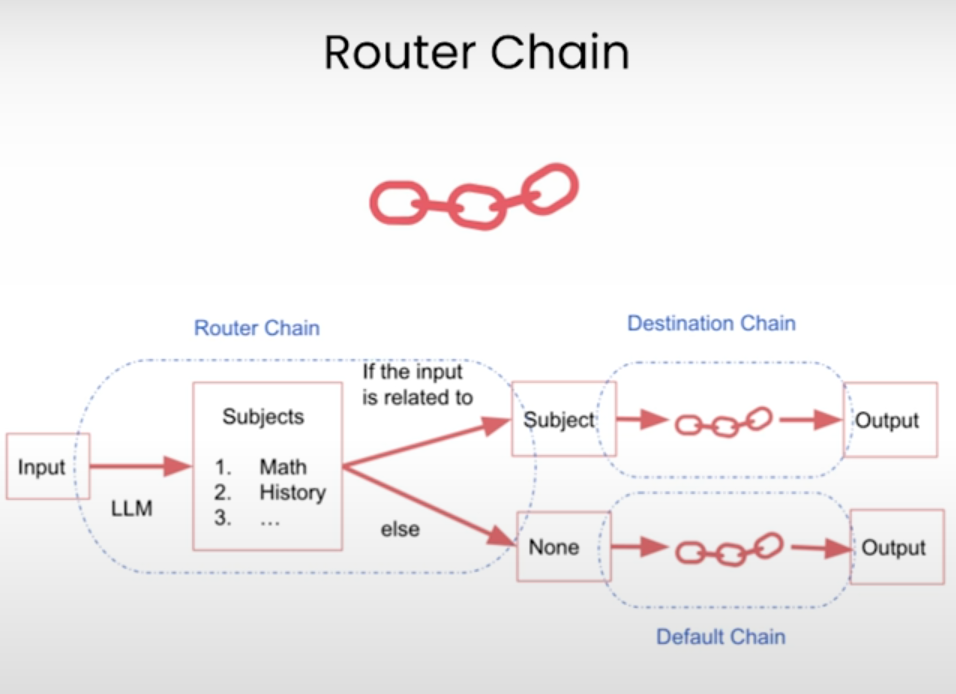 Router Chain
Router Chain
Destination Chain
If the input
is related to
Subjects
Subject
Output
Input
1. Math
2. History
3. ...
LLM
else
None
Output
Default Chain